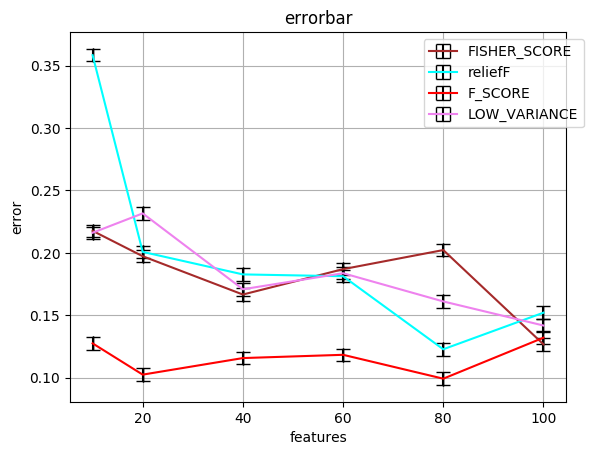 errorbar
FISHER_SCORE
reliefF
F_SCORE
LOW_VARIANCE
error
0.35
0.30
0.25
0.20
0.15
0.10
20 40 60 80 100
features